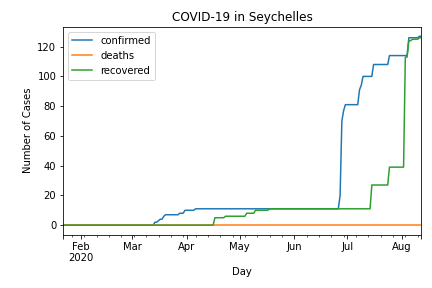 COVID-19 in Seychelles
confirmed
deaths
recovered
Number of Cases
120
100
80
60
40
20
0
Feb Mar Apr May Jun Jul Aug
2020
Day